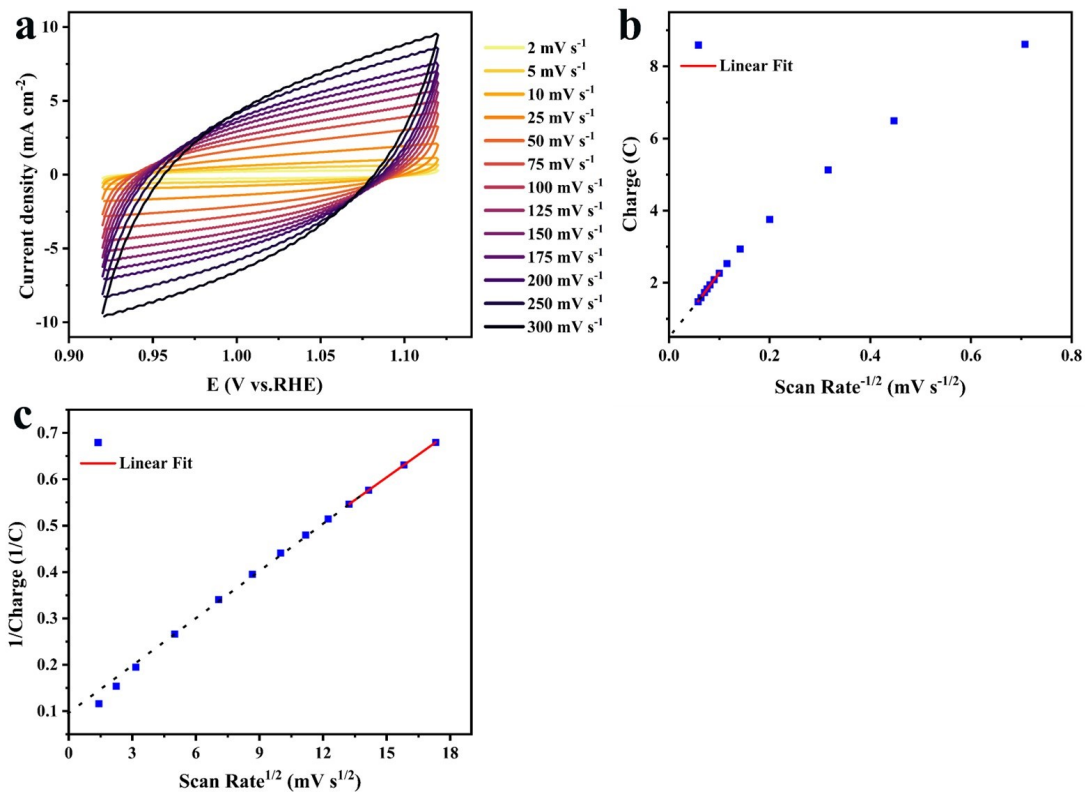 a
10
5
0
-5
-10
0.90
0.95
1.00
1.05
1.10
Current density (mA cm-2)
E (V vs.RHE)
2 mV s-1
5 mV s-1
10 mV s-1
25 mV s-1
50 mV s-1
75 mV s-1
100 mV s-1
125 mV s-1
150 mV s-1
175 mV s-1
200 mV s-1
250 mV s-1
300 mV s-1
b
Linear Fit
8
6
4
2
0.0
0.2
0.4
0.6
0.8
Charge (C)
Scan Rate-1/2 (mV s-1/2)
c
Linear Fit
0.7
0.6
0.5
0.4
0.3
0.2
0.1
0
3
6
9
12
15
18
1/Charge (1/C)
Scan Rate1/2 (mV s1/2)